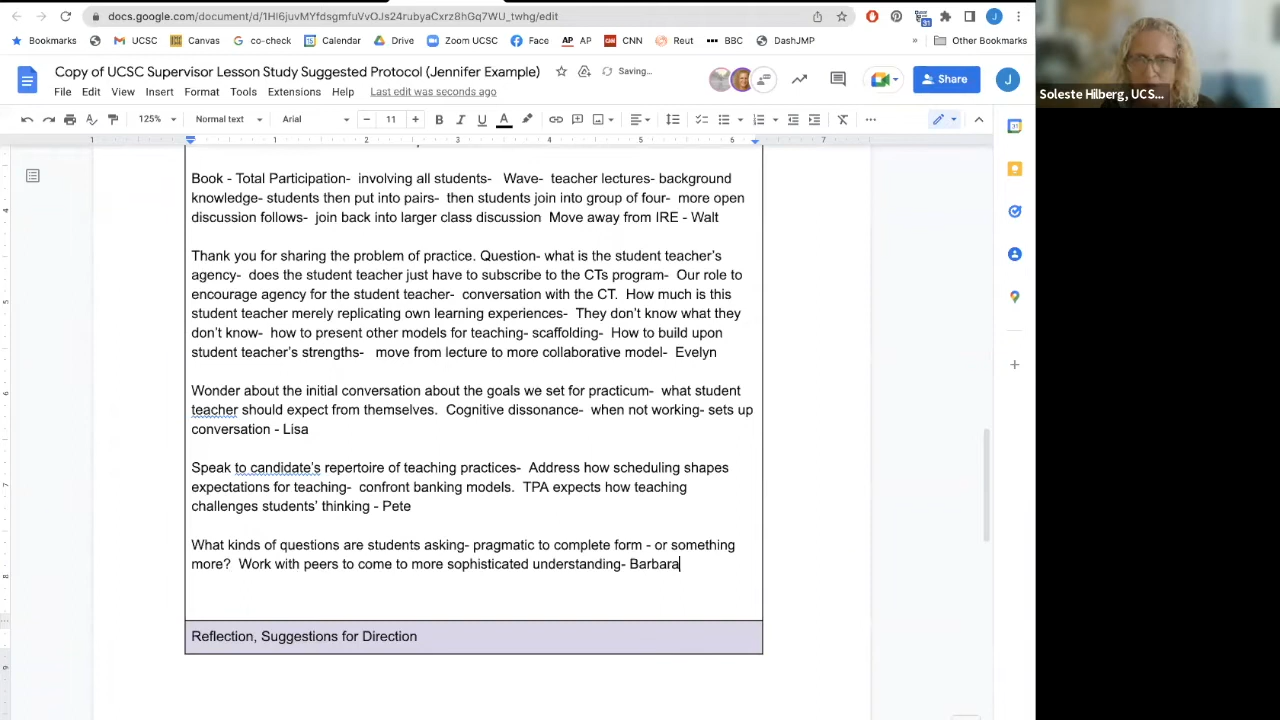 docs.google.com/document/d/1HI6juvMYfdsgmfuVvOJs24rubyaCxrz8hGq7WU_twhg/edit
Bookmarks UCSC Canvas co-check Calendar Drive Zoom UCSC Face AP AP CNN Reut BBC DashJMP » Other Bookmarks
Copy of UCSC Supervisor Lesson Study Suggested Protocol (Jennifer Example) Saving... Share J
File Edit View Insert Format Tools Extensions Help Last edit was seconds ago
125% Normal text Arial 11
1 1 2 3 4 5 6 7
Book - Total Participation- involving all students- Wave- teacher lectures- background
knowledge- students then put into pairs- then students join into group of four- more open
discussion follows- join back into larger class discussion Move away from IRE - Walt
Thank you for sharing the problem of practice. Question- what is the student teacher's
agency- does the student teacher just have to subscribe to the CTs program- Our role to
encourage agency for the student teacher- conversation with the CT. How much is this
student teacher merely replicating own learning experiences- They don't know what they
don't know- how to present other models for teaching- scaffolding- How to build upon
student teacher's strengths- move from lecture to more collaborative model- Evelyn
Wonder about the initial conversation about the goals we set for practicum- what student
teacher should expect from themselves. Cognitive dissonance- when not working- sets up
conversation - Lisa
Speak to candidate's repertoire of teaching practices- Address how scheduling shapes
expectations for teaching- confront banking models. TPA expects how teaching
challenges students' thinking - Pete
What kinds of questions are students asking- pragmatic to complete form - or something
more? Work with peers to come to more sophisticated understanding- Barbara
Reflection, Suggestions for Direction
Soleste Hilberg, UCS...